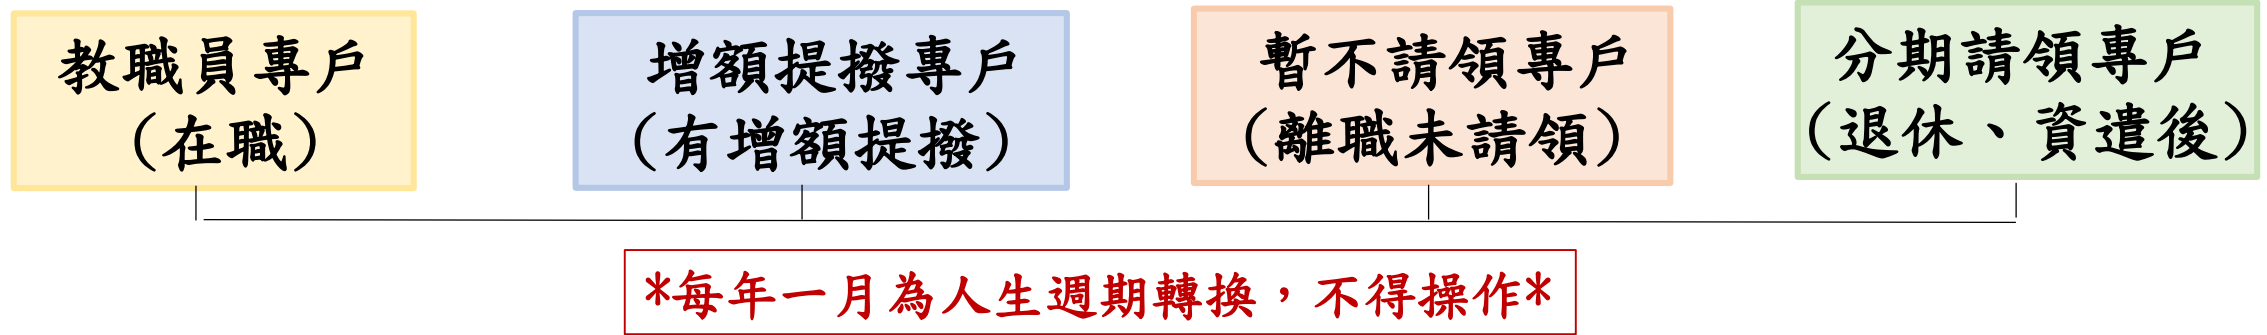 教職員專戶
(在職)
增額提撥專戶
(有增額提撥)
暫不請領專戶
(離職未請領)
分期請領專戶
(退休、資遣後)
*每年一月為人生週期轉換，不得操作*